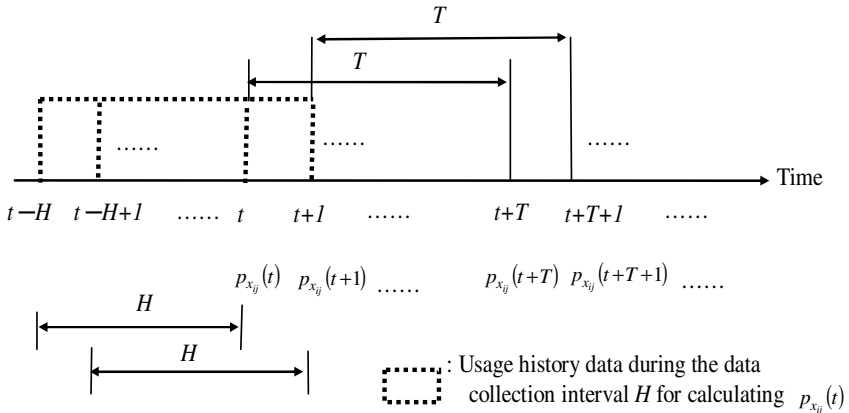 T
T
...... ...... ......
Time
t−H t−H+1 ...... t t+1 ...... t+T t+T+1 ......
p_{x_{ij}}(t) p_{x_{ij}}(t+1) ...... p_{x_{ij}}(t+T) p_{x_{ij}}(t+T+1) ......
H
H
: Usage history data during the data
collection interval H for calculating p_{x_{ij}}(t)